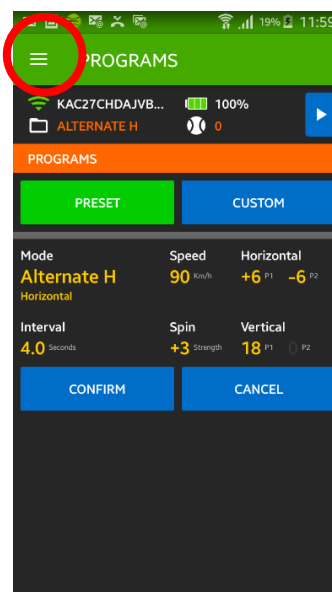 19% 11:59
PROGRAMS
KAC27CHDAJVB... 100%
ALTERNATE H 0
PROGRAMS
PRESET CUSTOM
Mode Speed Horizontal
Alternate H 90 Km/h +6 P1 -6 P2
Horizontal
Interval Spin Vertical
4.0 Seconds +3 Strength 18 P1 0 P2
CONFIRM CANCEL